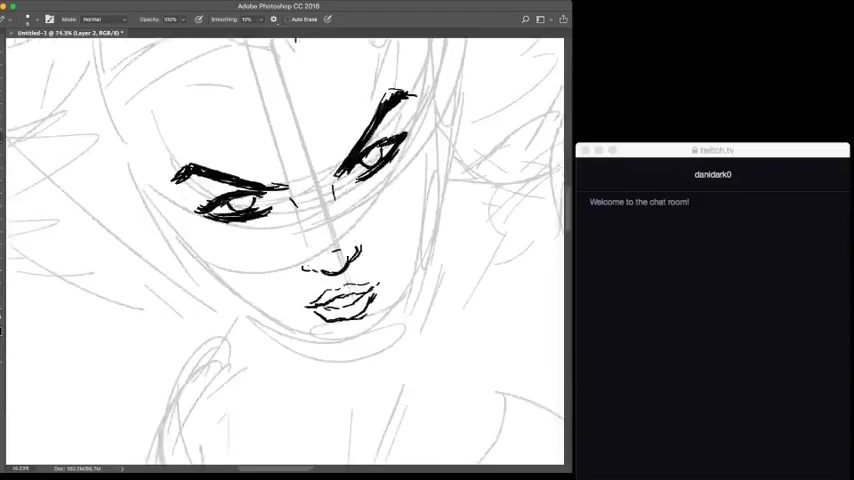 Adobe Photoshop CC 2018
Mode: Normal
Opacity: 100%
Smoothing: 10%
Auto Erase
Untitled-1 @ 74.3% (Layer 2, RGB/8) *
twitch.tv
danidark0
Welcome to the chat room!